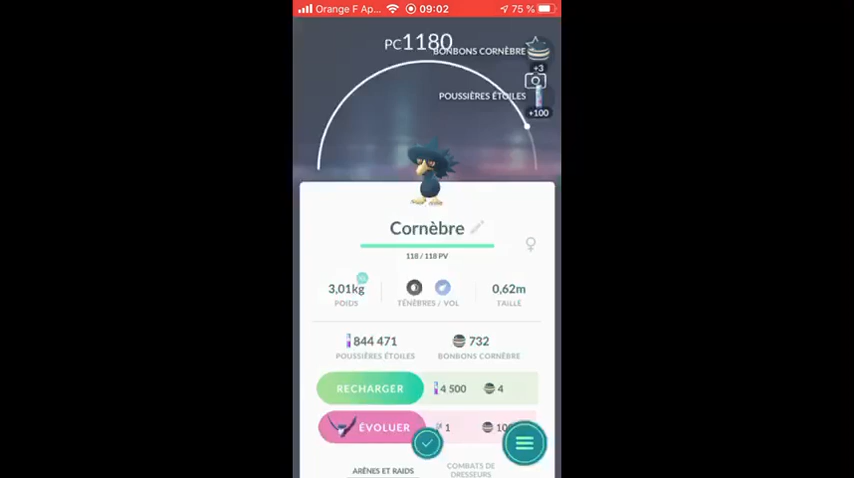 Orange F Ap... 09:02 75 %
PC1180
BONBONS CORNÈBRE
+3
POUSSIÈRES ÉTOILES
+100
Cornèbre
118 / 118 PV
XL
3,01kg
POIDS
TÉNÈBRES / VOL
0,62m
TAILLE
844 471
POUSSIÈRES ÉTOILES
732
BONBONS CORNÈBRE
RECHARGER 4 500 4
ÉVOLUER 1
ARÈNES ET RAIDS
COMBATS DE
DRESSEURS